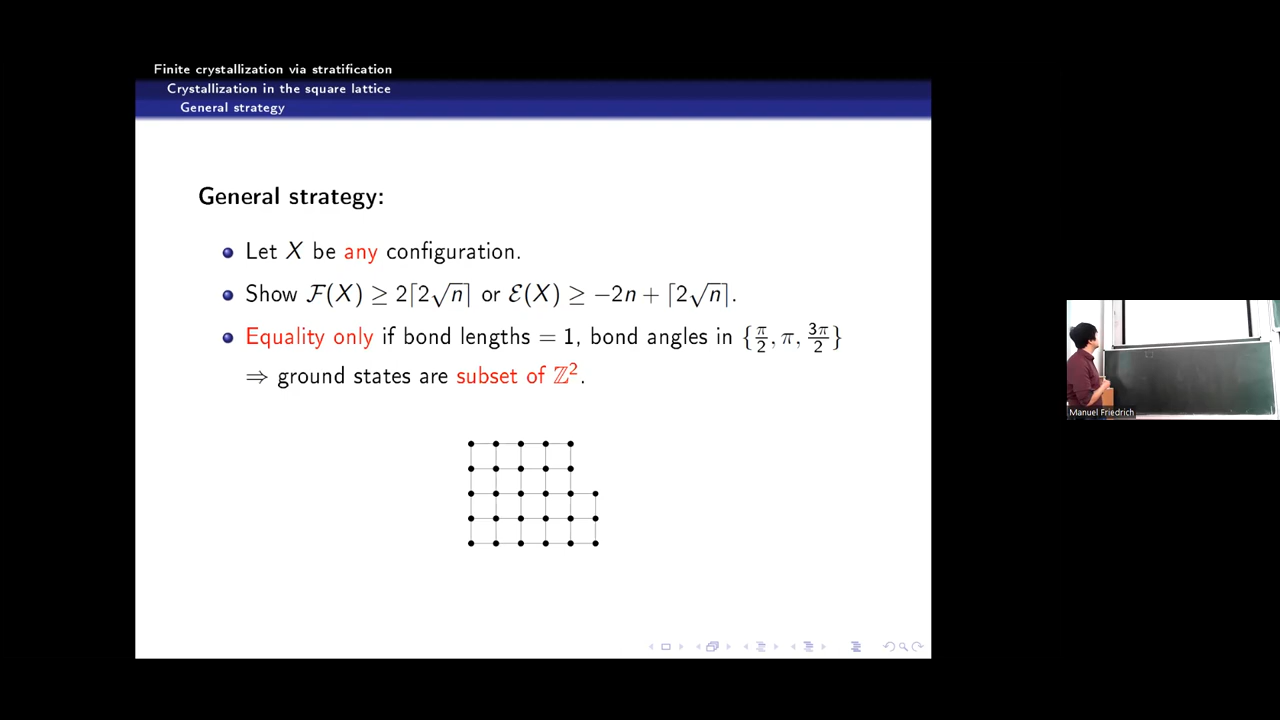 Finite crystallization via stratification
Crystallization in the square lattice
General strategy
General strategy:
Let X be any configuration.
Show F(X) ≥ 2⌈2√n⌉ or E(X) ≥ −2n + ⌈2√n⌉.
Equality only if bond lengths = 1, bond angles in {π/2, π, 3π/2}
⇒ ground states are subset of ℤ².
Manuel Friedrich